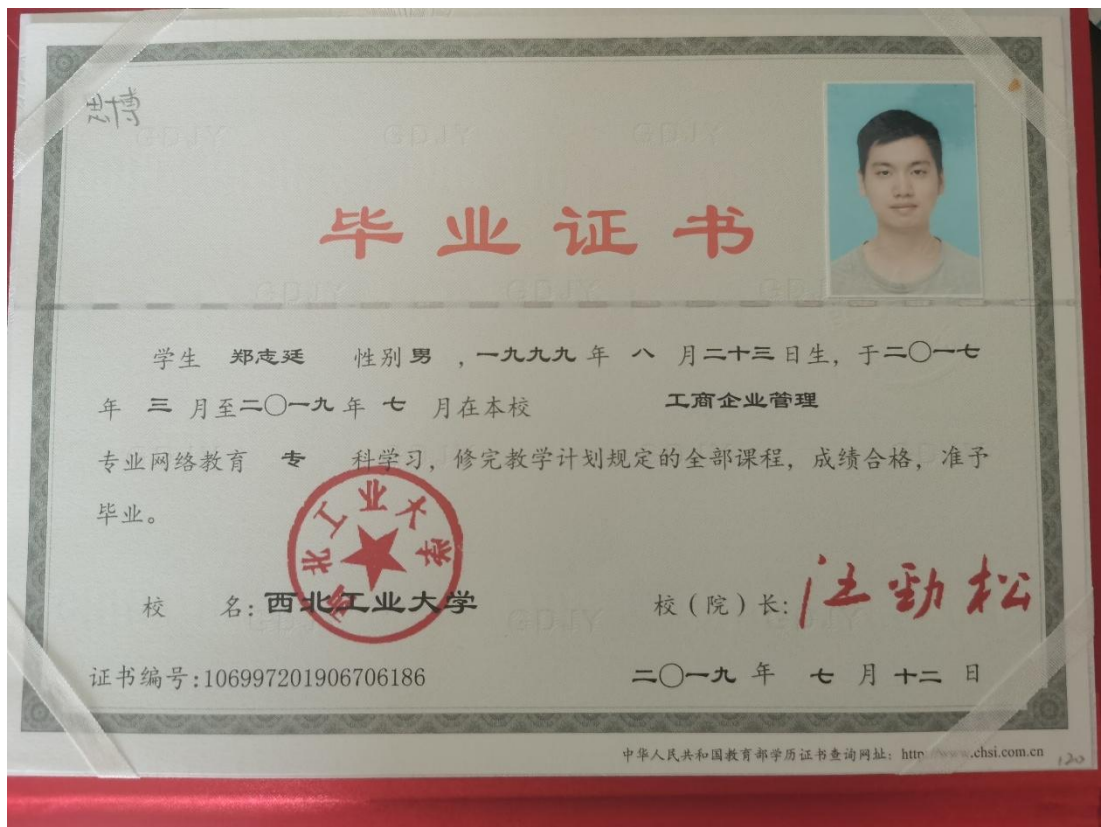 思博
毕业证书
学生 郑志廷 性别 男 ，一九九九 年 八 月 二十三 日生，于二〇一七
年 三 月至二〇一九 年 七 月在本校 工商企业管理
专业网络教育 专 科学习，修完教学计划规定的全部课程，成绩合格，准予
毕业。
西北工业大学
校 名：西北工业大学 校（院）长：汪劲松
证书编号：106997201906706186 二〇一九 年 七 月 十二 日
中华人民共和国教育部学历证书查询网址：http://www.chsi.com.cn
120
GDJY GDJY GDJY
GDJY GDJY GDJY